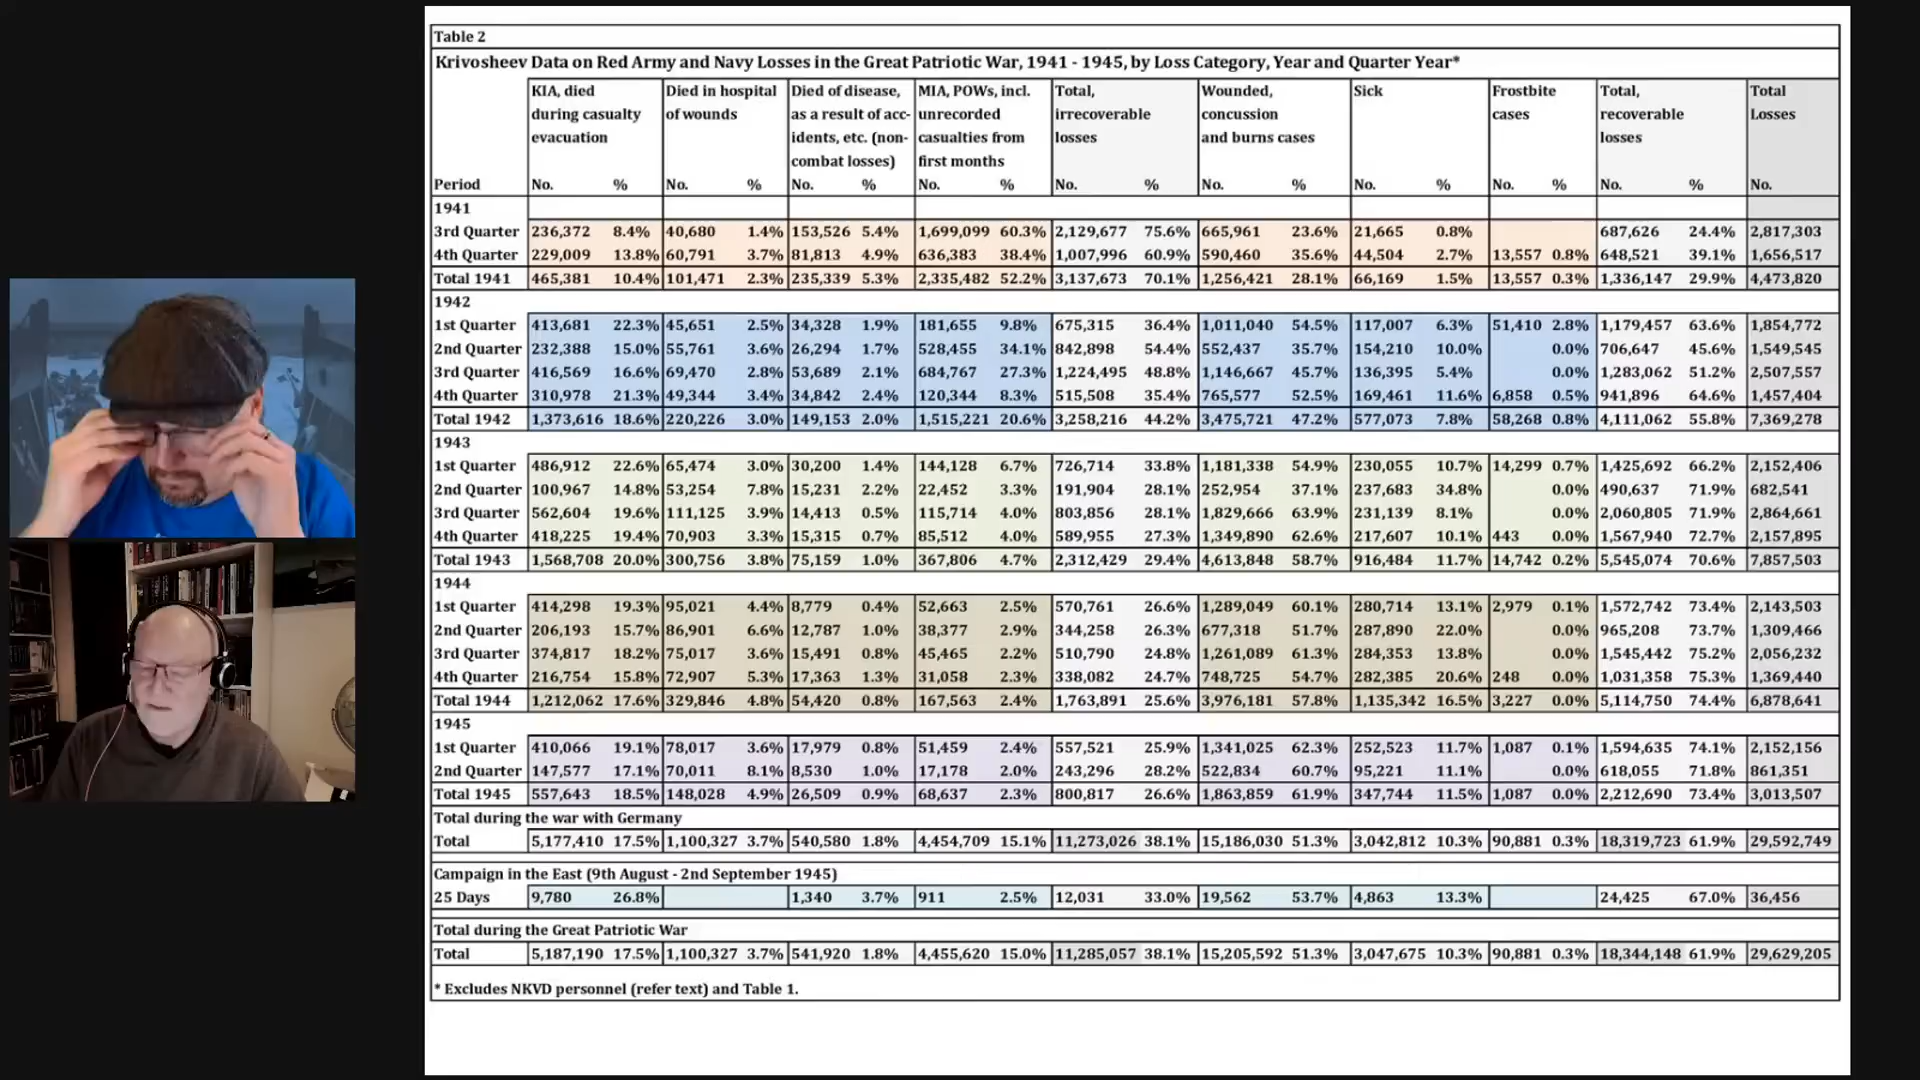 Table 2
Krivosheev Data on Red Army and Navy Losses in the Great Patriotic War, 1941 - 1945, by Loss Category, Year and Quarter Year*
KIA, died Died in hospital Died of disease, MIA, POWs, incl. Total, Wounded, Sick Frostbite Total, Total
during casualty of wounds as a result of acc- unrecorded irrecoverable concussion cases recoverable Losses
evacuation idents, etc. (non- casualties from losses and burns cases losses
combat losses) first months
Period No. % No. % No. % No. % No. % No. % No. % No. % No. % No.
1941
3rd Quarter 236,372 8.4% 40,680 1.4% 153,526 5.4% 1,699,099 60.3% 2,129,677 75.6% 665,961 23.6% 21,665 0.8% 687,626 24.4% 2,817,303
4th Quarter 229,009 13.8% 60,791 3.7% 81,813 4.9% 636,383 38.4% 1,007,996 60.9% 590,460 35.6% 44,504 2.7% 13,557 0.8% 648,521 39.1% 1,656,517
Total 1941 465,381 10.4% 101,471 2.3% 235,339 5.3% 2,335,482 52.2% 3,137,673 70.1% 1,256,421 28.1% 66,169 1.5% 13,557 0.3% 1,336,147 29.9% 4,473,820
1942
1st Quarter 413,681 22.3% 45,651 2.5% 34,328 1.9% 181,655 9.8% 675,315 36.4% 1,011,040 54.5% 117,007 6.3% 51,410 2.8% 1,179,457 63.6% 1,854,772
2nd Quarter 232,388 15.0% 55,761 3.6% 26,294 1.7% 528,455 34.1% 842,898 54.4% 552,437 35.7% 154,210 10.0% 0.0% 706,647 45.6% 1,549,545
3rd Quarter 416,569 16.6% 69,470 2.8% 53,689 2.1% 684,767 27.3% 1,224,495 48.8% 1,146,667 45.7% 136,395 5.4% 0.0% 1,283,062 51.2% 2,507,557
4th Quarter 310,978 21.3% 49,344 3.4% 34,842 2.4% 120,344 8.3% 515,508 35.4% 765,577 52.5% 169,461 11.6% 6,858 0.5% 941,896 64.6% 1,457,404
Total 1942 1,373,616 18.6% 220,226 3.0% 149,153 2.0% 1,515,221 20.6% 3,258,216 44.2% 3,475,721 47.2% 577,073 7.8% 58,268 0.8% 4,111,062 55.8% 7,369,278
1943
1st Quarter 486,912 22.6% 65,474 3.0% 30,200 1.4% 144,128 6.7% 726,714 33.8% 1,181,338 54.9% 230,055 10.7% 14,299 0.7% 1,425,692 66.2% 2,152,406
2nd Quarter 100,967 14.8% 53,254 7.8% 15,231 2.2% 22,452 3.3% 191,904 28.1% 252,954 37.1% 237,683 34.8% 0.0% 490,637 71.9% 682,541
3rd Quarter 562,604 19.6% 111,125 3.9% 14,413 0.5% 115,714 4.0% 803,856 28.1% 1,829,666 63.9% 231,139 8.1% 0.0% 2,060,805 71.9% 2,864,661
4th Quarter 418,225 19.4% 70,903 3.3% 15,315 0.7% 85,512 4.0% 589,955 27.3% 1,349,890 62.6% 217,607 10.1% 443 0.0% 1,567,940 72.7% 2,157,895
Total 1943 1,568,708 20.0% 300,756 3.8% 75,159 1.0% 367,806 4.7% 2,312,429 29.4% 4,613,848 58.7% 916,484 11.7% 14,742 0.2% 5,545,074 70.6% 7,857,503
1944
1st Quarter 414,298 19.3% 95,021 4.4% 8,779 0.4% 52,663 2.5% 570,761 26.6% 1,289,049 60.1% 280,714 13.1% 2,979 0.1% 1,572,742 73.4% 2,143,503
2nd Quarter 206,193 15.7% 86,901 6.6% 12,787 1.0% 38,377 2.9% 344,258 26.3% 677,318 51.7% 287,890 22.0% 0.0% 965,208 73.7% 1,309,466
3rd Quarter 374,817 18.2% 75,017 3.6% 15,491 0.8% 45,465 2.2% 510,790 24.8% 1,261,089 61.3% 284,353 13.8% 0.0% 1,545,442 75.2% 2,056,232
4th Quarter 216,754 15.8% 72,907 5.3% 17,363 1.3% 31,058 2.3% 338,082 24.7% 748,725 54.7% 282,385 20.6% 248 0.0% 1,031,358 75.3% 1,369,440
Total 1944 1,212,062 17.6% 329,846 4.8% 54,420 0.8% 167,563 2.4% 1,763,891 25.6% 3,976,181 57.8% 1,135,342 16.5% 3,227 0.0% 5,114,750 74.4% 6,878,641
1945
1st Quarter 410,066 19.1% 78,017 3.6% 17,979 0.8% 51,459 2.4% 557,521 25.9% 1,341,025 62.3% 252,523 11.7% 1,087 0.1% 1,594,635 74.1% 2,152,156
2nd Quarter 147,577 17.1% 70,011 8.1% 8,530 1.0% 17,178 2.0% 243,296 28.2% 522,834 60.7% 95,221 11.1% 0.0% 618,055 71.8% 861,351
Total 1945 557,643 18.5% 148,028 4.9% 26,509 0.9% 68,637 2.3% 800,817 26.6% 1,863,859 61.9% 347,744 11.5% 1,087 0.0% 2,212,690 73.4% 3,013,507
Total during the war with Germany
Total 5,177,410 17.5% 1,100,327 3.7% 540,580 1.8% 4,454,709 15.1% 11,273,026 38.1% 15,186,030 51.3% 3,042,812 10.3% 90,881 0.3% 18,319,723 61.9% 29,592,749
Campaign in the East (9th August - 2nd September 1945)
25 Days 9,780 26.8% 1,340 3.7% 911 2.5% 12,031 33.0% 19,562 53.7% 4,863 13.3% 24,425 67.0% 36,456
Total during the Great Patriotic War
Total 5,187,190 17.5% 1,100,327 3.7% 541,920 1.8% 4,455,620 15.0% 11,285,057 38.1% 15,205,592 51.3% 3,047,675 10.3% 90,881 0.3% 18,344,148 61.9% 29,629,205
* Excludes NKVD personnel (refer text) and Table 1.